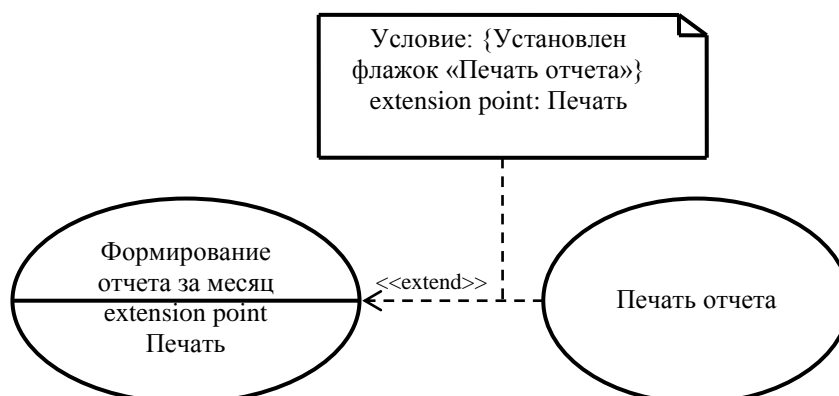 Условие: {Установлен
флажок «Печать отчета»}
extension point: Печать
Формирование
отчета за месяц
extension point
Печать
<<extend>>
Печать отчета